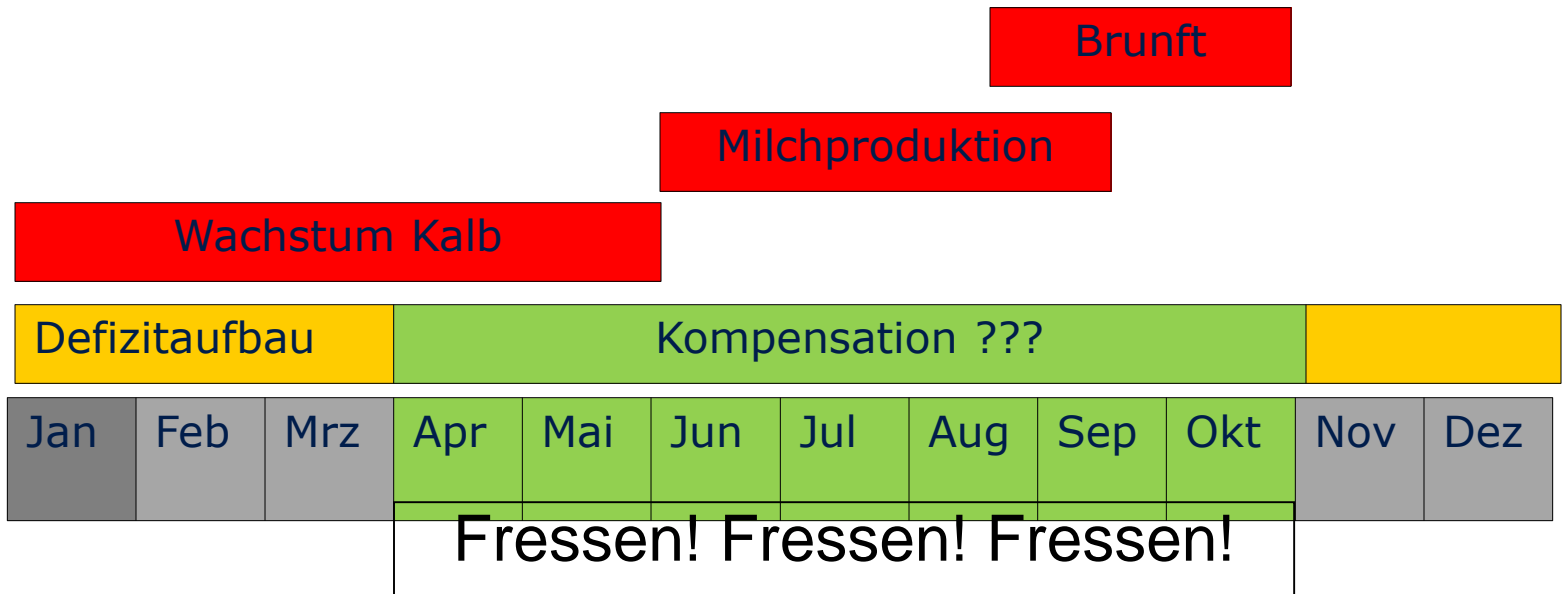 Brunft
Milchproduktion
Wachstum Kalb
Defizitaufbau Kompensation ???
Jan Feb Mrz Apr Mai Jun Jul Aug Sep Okt Nov Dez
Fressen! Fressen! Fressen!